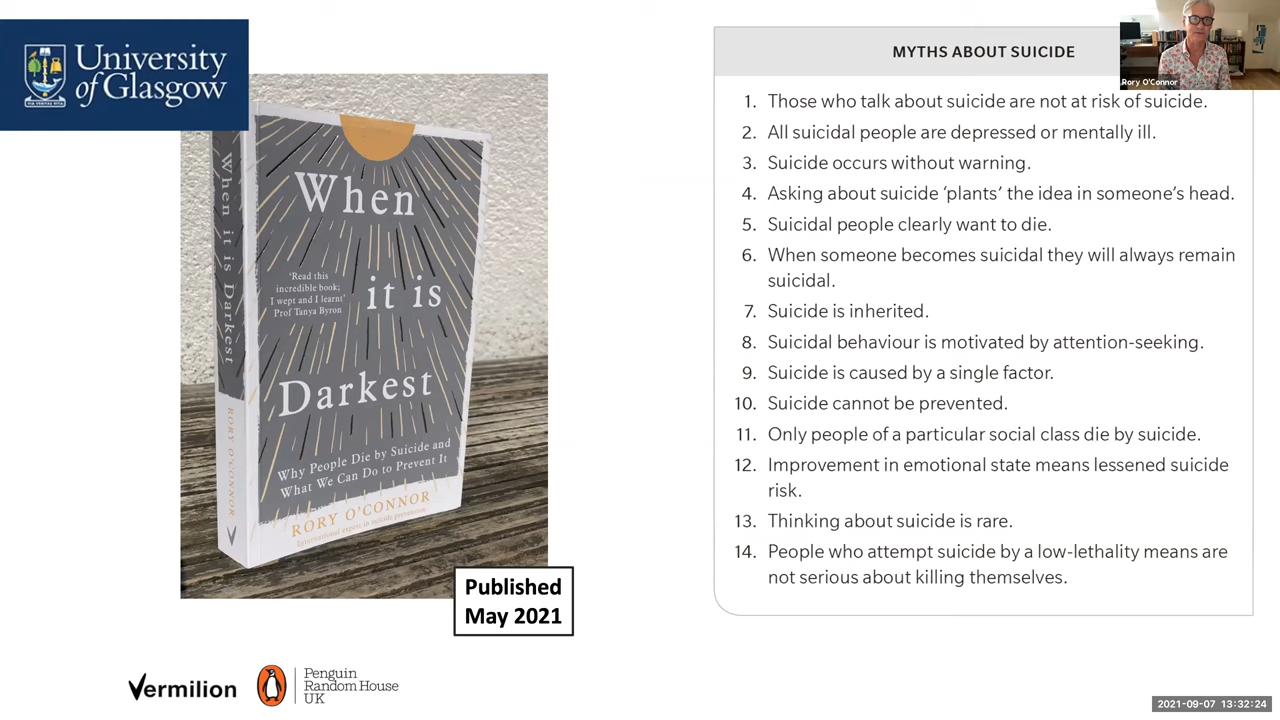 University
of Glasgow
VIA VERITAS VITA
When it is Darkest
RORY O'CONNOR
When
'Read this
incredible book;
I wept and I learnt'
Prof Tanya Byron
it is
Darkest
Why People Die by Suicide and
What We Can Do to Prevent It
RORY O'CONNOR
International expert in suicide prevention
Published
May 2021
Vermilion
Penguin
Random House
UK
MYTHS ABOUT SUICIDE
1. Those who talk about suicide are not at risk of suicide.
2. All suicidal people are depressed or mentally ill.
3. Suicide occurs without warning.
4. Asking about suicide ‘plants’ the idea in someone’s head.
5. Suicidal people clearly want to die.
6. When someone becomes suicidal they will always remain
suicidal.
7. Suicide is inherited.
8. Suicidal behaviour is motivated by attention-seeking.
9. Suicide is caused by a single factor.
10. Suicide cannot be prevented.
11. Only people of a particular social class die by suicide.
12. Improvement in emotional state means lessened suicide
risk.
13. Thinking about suicide is rare.
14. People who attempt suicide by a low-lethality means are
not serious about killing themselves.
Rory O'Connor
2021-09-07 13:32:24